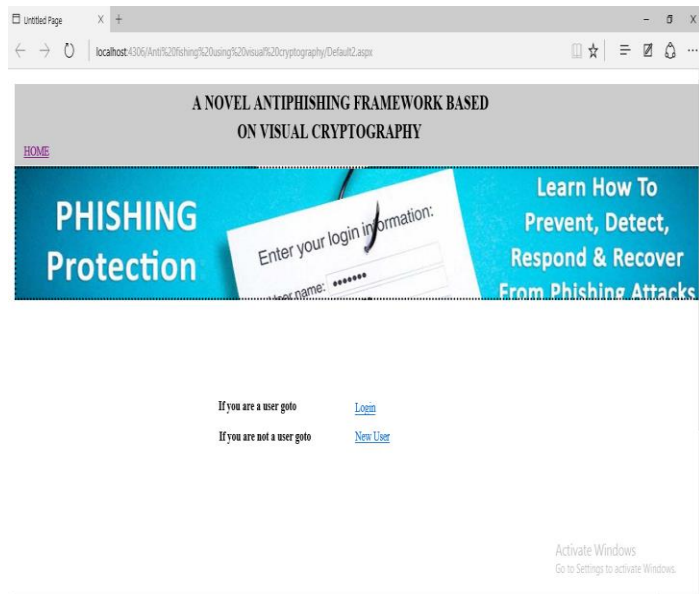 Untitled Page
localhost:4306/Anti%20fishing%20using%20visual%20cryptography/Default2.aspx
A NOVEL ANTIPHISHING FRAMEWORK BASED
ON VISUAL CRYPTOGRAPHY
HOME
PHISHING
Protection
Enter your login information:
User name:
Learn How To
Prevent, Detect,
Respond & Recover
From Phishing Attacks
If you are a user goto Login
If you are not a user goto New User
Activate Windows
Go to Settings to activate Windows.